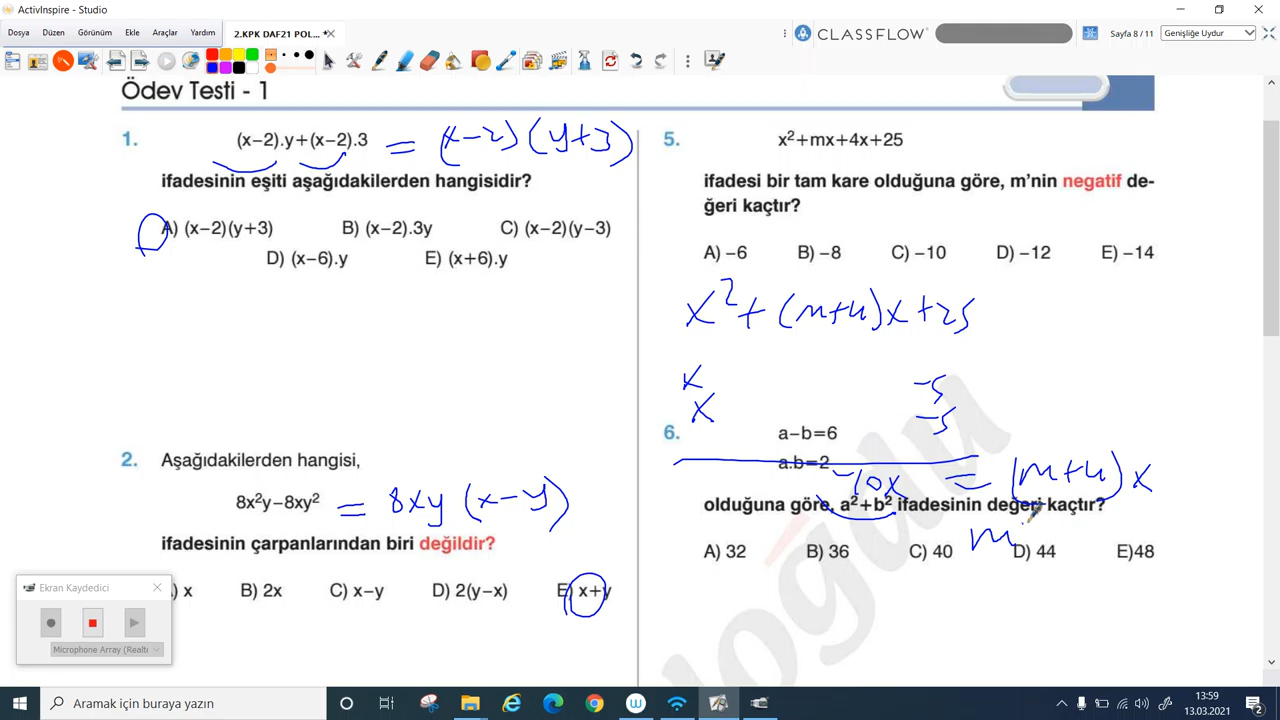 ActivInspire - Studio
Dosya Düzen Görünüm Ekle Araçlar Yardım
2.KPK DAF21 POL...
CLASSFLOW
Sayfa 8 / 11
Genişliğe Uydur
Ödev Testi - 1
1. (x−2).y+(x−2).3 = (x−2)(y+3)
ifadesinin eşiti aşağıdakilerden hangisidir?
A) (x−2)(y+3) B) (x−2).3y C) (x−2)(y−3)
D) (x−6).y E) (x+6).y
2. Aşağıdakilerden hangisi,
8x²y−8xy² = 8xy (x−y)
ifadesinin çarpanlarından biri değildir?
) x B) 2x C) x−y D) 2(y−x) E) x+y
5. x²+mx+4x+25
ifadesi bir tam kare olduğuna göre, m'nin negatif de-
ğeri kaçtır?
A) −6 B) −8 C) −10 D) −12 E) −14
x²+(m+4)x+25
x −5
x −5
−10x = (m+4)x
m
6. a−b=6
a.b=2
olduğuna göre, a²+b² ifadesinin değeri kaçtır?
A) 32 B) 36 C) 40 D) 44 E)48
oğdu
Ekran Kaydedici
Microphone Array (Realte
Aramak için buraya yazın
13:59
13.03.2021
2